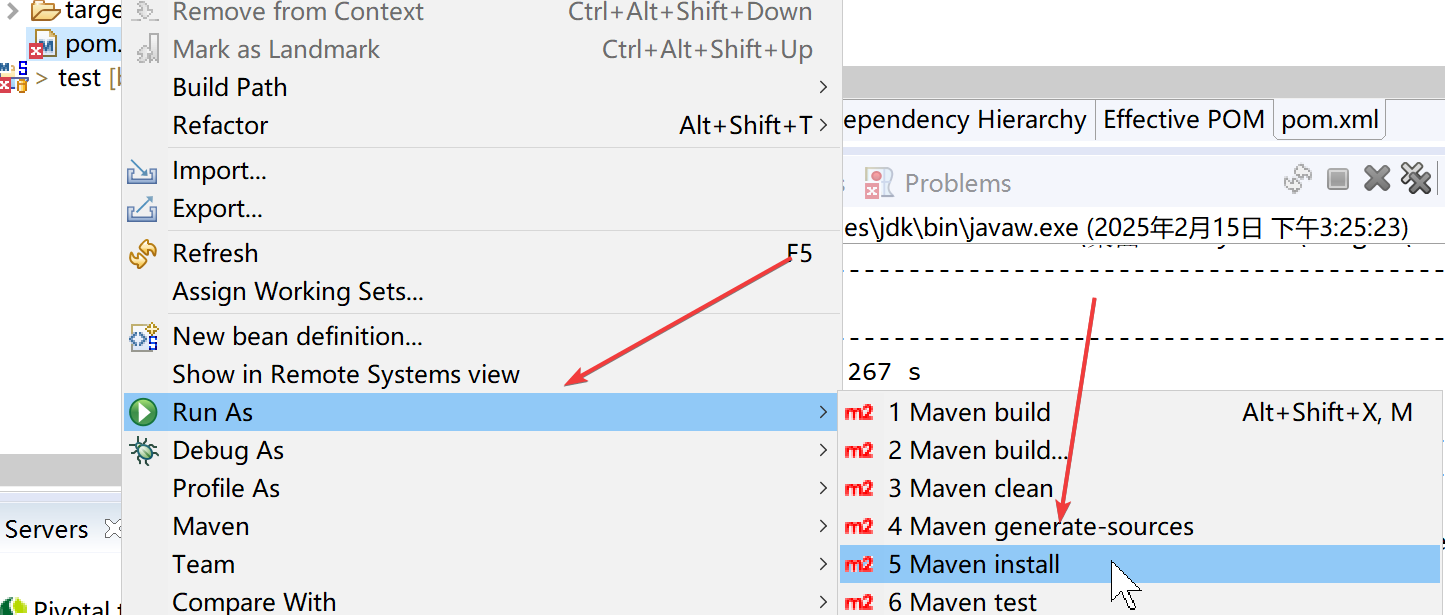 targe
pom.
> test [
Remove from Context Ctrl+Alt+Shift+Down
Mark as Landmark Ctrl+Alt+Shift+Up
Build Path
Refactor Alt+Shift+T
Import...
Export...
Refresh F5
Assign Working Sets...
New bean definition...
Show in Remote Systems view
Run As
Debug As
Profile As
Maven
Team
Compare With
ependency Hierarchy Effective POM pom.xml
Problems
es\jdk\bin\javaw.exe (2025年2月15日 下午3:25:23)
267 s
m2 1 Maven build Alt+Shift+X, M
m2 2 Maven build...
m2 3 Maven clean
m2 4 Maven generate-sources
m2 5 Maven install
m2 6 Maven test
Servers
Pivotal